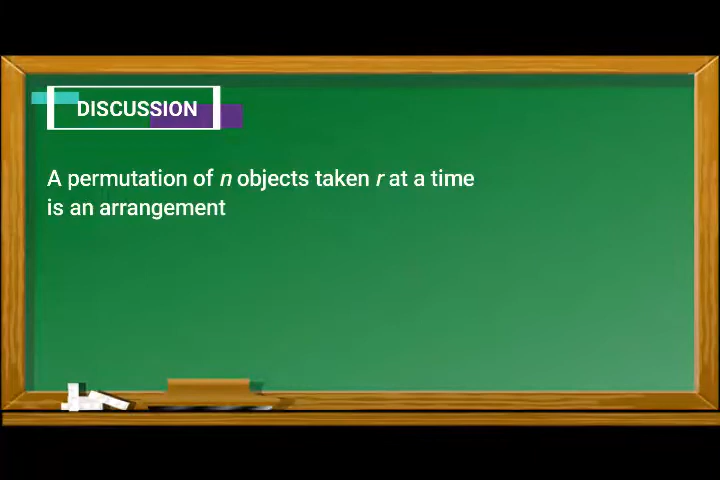 DISCUSSION
A permutation of n objects taken r at a time
is an arrangement